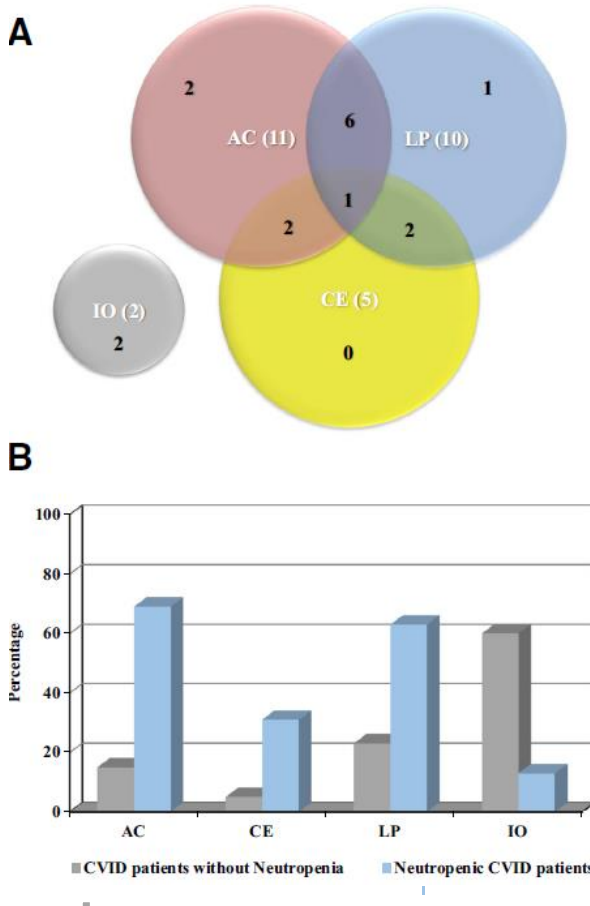 A
2
1
6
AC (11)
LP (10)
1
2
2
CE (5)
IO (2)
2
0
B
100
80
60
40
20
0
Percentage
AC
CE
LP
IO
CVID patients without Neutropenia
Neutropenic CVID patients